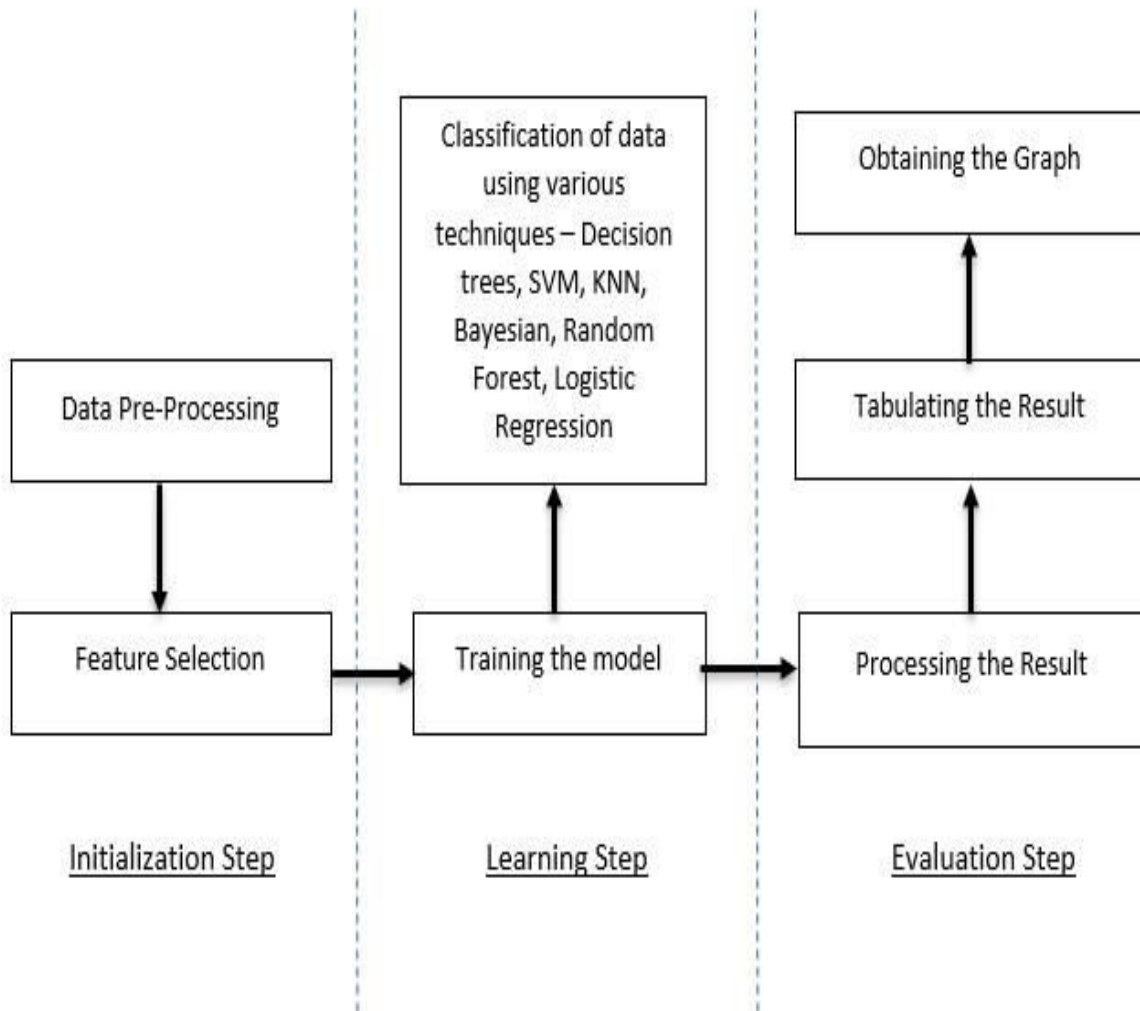 Data Pre-Processing
Feature Selection
Initialization Step
Classification of data
using various
techniques – Decision
trees, SVM, KNN,
Bayesian, Random
Forest, Logistic
Regression
Training the model
Learning Step
Obtaining the Graph
Tabulating the Result
Processing the Result
Evaluation Step